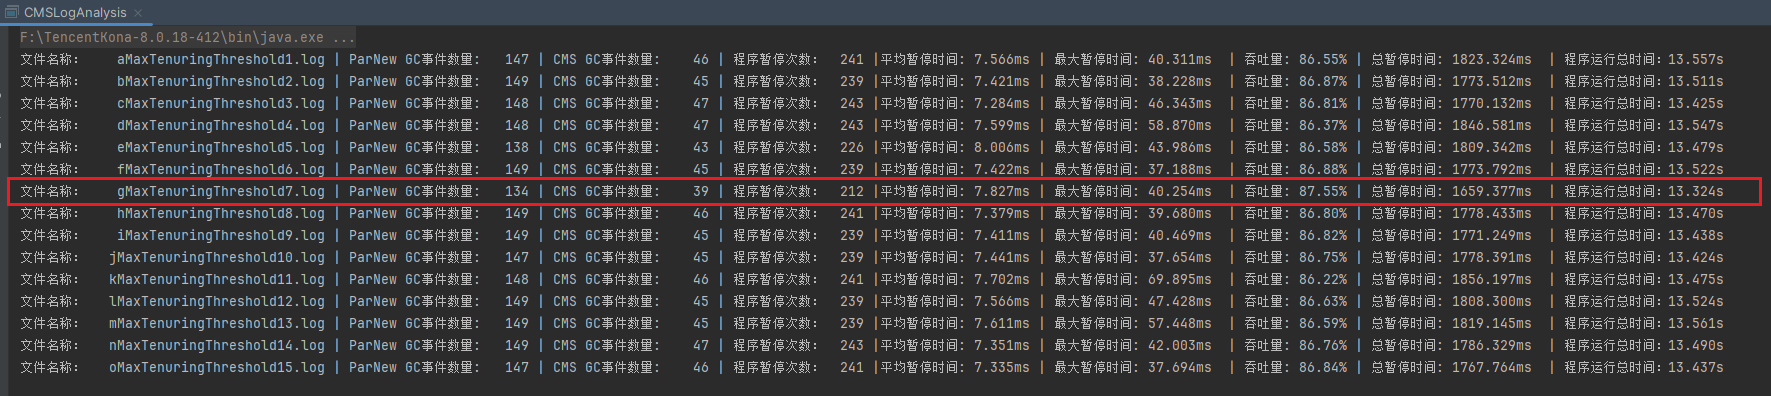 CMSLogAnalysis
F:\TencentKona-8.0.18-412\bin\java.exe ...
文件名称: aMaxTenuringThreshold1.log | ParNew GC事件数量: 147 | CMS GC事件数量: 46 | 程序暂停次数: 241 |平均暂停时间: 7.566ms | 最大暂停时间: 40.311ms | 吞吐量: 86.55% | 总暂停时间: 1823.324ms | 程序运行总时间: 13.557s
文件名称: bMaxTenuringThreshold2.log | ParNew GC事件数量: 149 | CMS GC事件数量: 45 | 程序暂停次数: 239 |平均暂停时间: 7.421ms | 最大暂停时间: 38.228ms | 吞吐量: 86.87% | 总暂停时间: 1773.512ms | 程序运行总时间: 13.511s
文件名称: cMaxTenuringThreshold3.log | ParNew GC事件数量: 148 | CMS GC事件数量: 47 | 程序暂停次数: 243 |平均暂停时间: 7.284ms | 最大暂停时间: 46.343ms | 吞吐量: 86.81% | 总暂停时间: 1770.132ms | 程序运行总时间: 13.425s
文件名称: dMaxTenuringThreshold4.log | ParNew GC事件数量: 148 | CMS GC事件数量: 47 | 程序暂停次数: 243 |平均暂停时间: 7.599ms | 最大暂停时间: 58.870ms | 吞吐量: 86.37% | 总暂停时间: 1846.581ms | 程序运行总时间: 13.547s
文件名称: eMaxTenuringThreshold5.log | ParNew GC事件数量: 138 | CMS GC事件数量: 43 | 程序暂停次数: 226 |平均暂停时间: 8.006ms | 最大暂停时间: 43.986ms | 吞吐量: 86.58% | 总暂停时间: 1809.342ms | 程序运行总时间: 13.479s
文件名称: fMaxTenuringThreshold6.log | ParNew GC事件数量: 149 | CMS GC事件数量: 45 | 程序暂停次数: 239 |平均暂停时间: 7.422ms | 最大暂停时间: 37.188ms | 吞吐量: 86.88% | 总暂停时间: 1773.792ms | 程序运行总时间: 13.522s
文件名称: gMaxTenuringThreshold7.log | ParNew GC事件数量: 134 | CMS GC事件数量: 39 | 程序暂停次数: 212 |平均暂停时间: 7.827ms | 最大暂停时间: 40.254ms | 吞吐量: 87.55% | 总暂停时间: 1659.377ms | 程序运行总时间: 13.324s
文件名称: hMaxTenuringThreshold8.log | ParNew GC事件数量: 149 | CMS GC事件数量: 46 | 程序暂停次数: 241 |平均暂停时间: 7.379ms | 最大暂停时间: 39.680ms | 吞吐量: 86.80% | 总暂停时间: 1778.433ms | 程序运行总时间: 13.470s
文件名称: iMaxTenuringThreshold9.log | ParNew GC事件数量: 149 | CMS GC事件数量: 45 | 程序暂停次数: 239 |平均暂停时间: 7.411ms | 最大暂停时间: 40.469ms | 吞吐量: 86.82% | 总暂停时间: 1771.249ms | 程序运行总时间: 13.438s
文件名称: jMaxTenuringThreshold10.log | ParNew GC事件数量: 147 | CMS GC事件数量: 45 | 程序暂停次数: 239 |平均暂停时间: 7.441ms | 最大暂停时间: 37.654ms | 吞吐量: 86.75% | 总暂停时间: 1778.391ms | 程序运行总时间: 13.424s
文件名称: kMaxTenuringThreshold11.log | ParNew GC事件数量: 148 | CMS GC事件数量: 46 | 程序暂停次数: 241 |平均暂停时间: 7.702ms | 最大暂停时间: 69.895ms | 吞吐量: 86.22% | 总暂停时间: 1856.197ms | 程序运行总时间: 13.475s
文件名称: lMaxTenuringThreshold12.log | ParNew GC事件数量: 149 | CMS GC事件数量: 45 | 程序暂停次数: 239 |平均暂停时间: 7.566ms | 最大暂停时间: 47.428ms | 吞吐量: 86.63% | 总暂停时间: 1808.300ms | 程序运行总时间: 13.524s
文件名称: mMaxTenuringThreshold13.log | ParNew GC事件数量: 149 | CMS GC事件数量: 45 | 程序暂停次数: 239 |平均暂停时间: 7.611ms | 最大暂停时间: 57.448ms | 吞吐量: 86.59% | 总暂停时间: 1819.145ms | 程序运行总时间: 13.561s
文件名称: nMaxTenuringThreshold14.log | ParNew GC事件数量: 149 | CMS GC事件数量: 47 | 程序暂停次数: 243 |平均暂停时间: 7.351ms | 最大暂停时间: 42.003ms | 吞吐量: 86.76% | 总暂停时间: 1786.329ms | 程序运行总时间: 13.490s
文件名称: oMaxTenuringThreshold15.log | ParNew GC事件数量: 147 | CMS GC事件数量: 46 | 程序暂停次数: 241 |平均暂停时间: 7.335ms | 最大暂停时间: 37.694ms | 吞吐量: 86.84% | 总暂停时间: 1767.764ms | 程序运行总时间: 13.437s